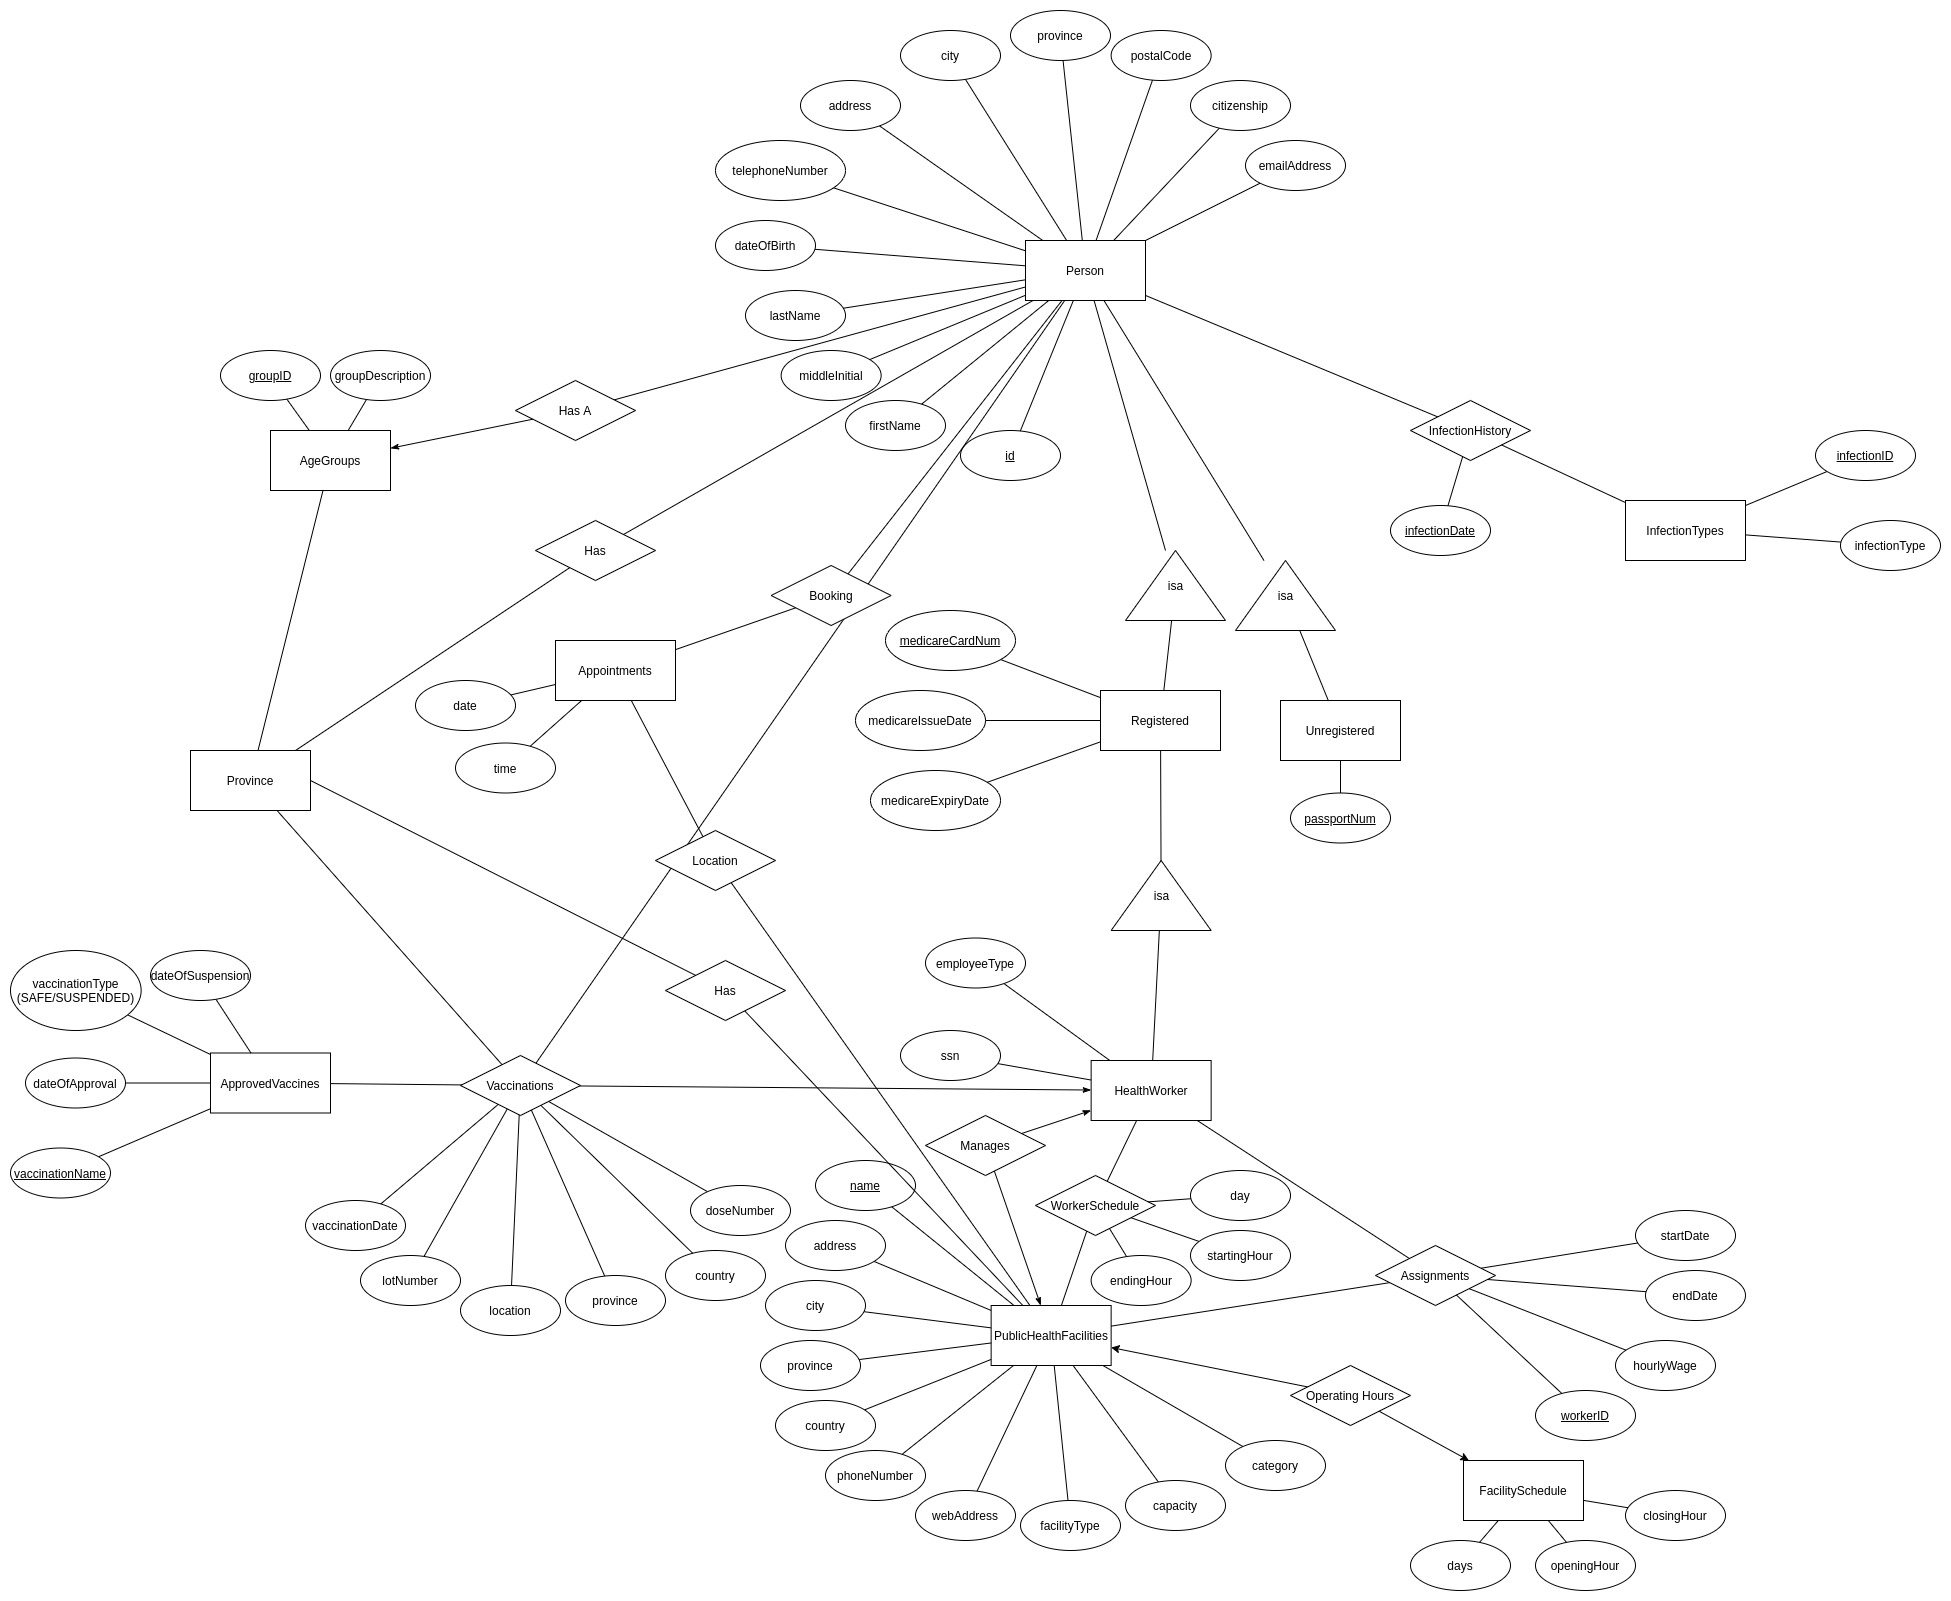 province
city
postalCode
address
citizenship
emailAddress
telephoneNumber
dateOfBirth
Person
lastName
middleInitial
groupID
groupDescription
Has A
firstName
InfectionHistory
id
infectionID
AgeGroups
infectionDate
InfectionTypes
infectionType
Has
Booking
isa
isa
medicareCardNum
Appointments
date
medicareIssueDate
Registered
Unregistered
time
Province
medicareExpiryDate
passportNum
Location
isa
employeeType
vaccinationType
(SAFE/SUSPENDED)
dateOfSuspension
Has
ssn
dateOfApproval
ApprovedVaccines
Vaccinations
HealthWorker
Manages
vaccinationName
name
WorkerSchedule
day
doseNumber
vaccinationDate
address
startingHour
startDate
lotNumber
country
endingHour
Assignments
location
province
city
endDate
PublicHealthFacilities
province
hourlyWage
Operating Hours
country
workerID
phoneNumber
category
webAddress
facilityType
capacity
FacilitySchedule
closingHour
days
openingHour